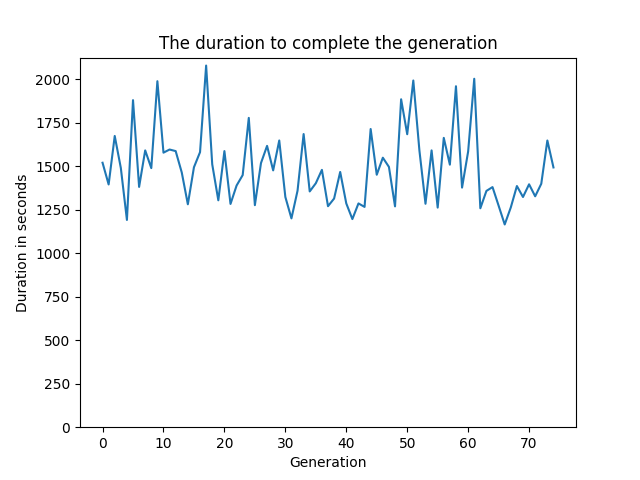 The duration to complete the generation
Duration in seconds
2000
1750
1500
1250
1000
750
500
250
0
0 10 20 30 40 50 60 70
Generation